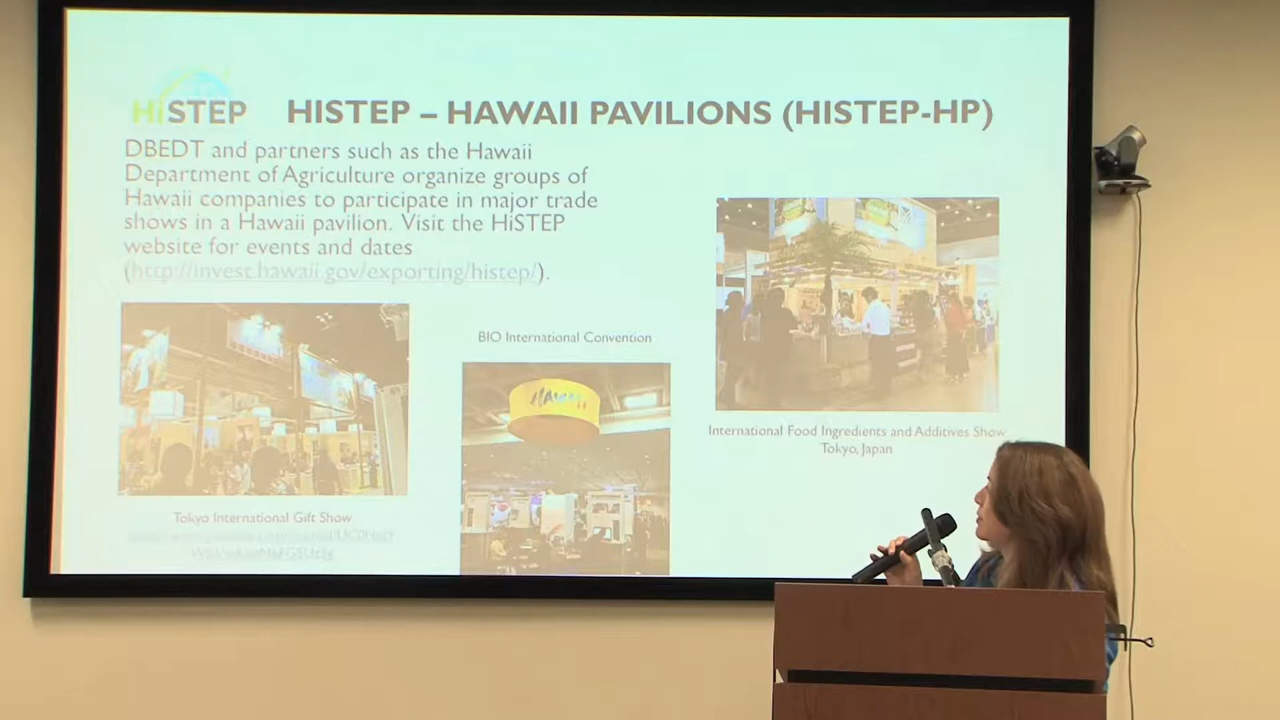 HiSTEP
HISTEP – HAWAII PAVILIONS (HISTEP-HP)
DBEDT and partners such as the Hawaii
Department of Agriculture organize groups of
Hawaii companies to participate in major trade
shows in a Hawaii pavilion. Visit the HiSTEP
website for events and dates
(http://invest.hawaii.gov/exporting/histep/).
BIO International Convention
HAWAII
International Food Ingredients and Additives Show
Tokyo, Japan
Tokyo International Gift Show